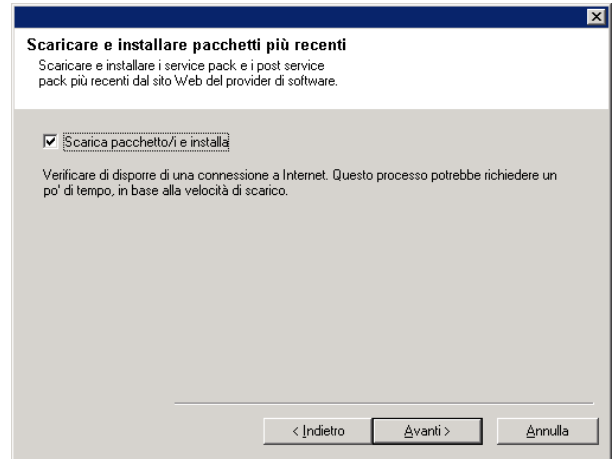 Scaricare e installare pacchetti più recenti
Scaricare e installare i service pack e i post service
pack più recenti dal sito Web del provider di software.
Scarica pacchetto/i e installa
Verificare di disporre di una connessione a Internet. Questo processo potrebbe richiedere un
po' di tempo, in base alla velocità di scarico.
< Indietro
Avanti >
Annulla